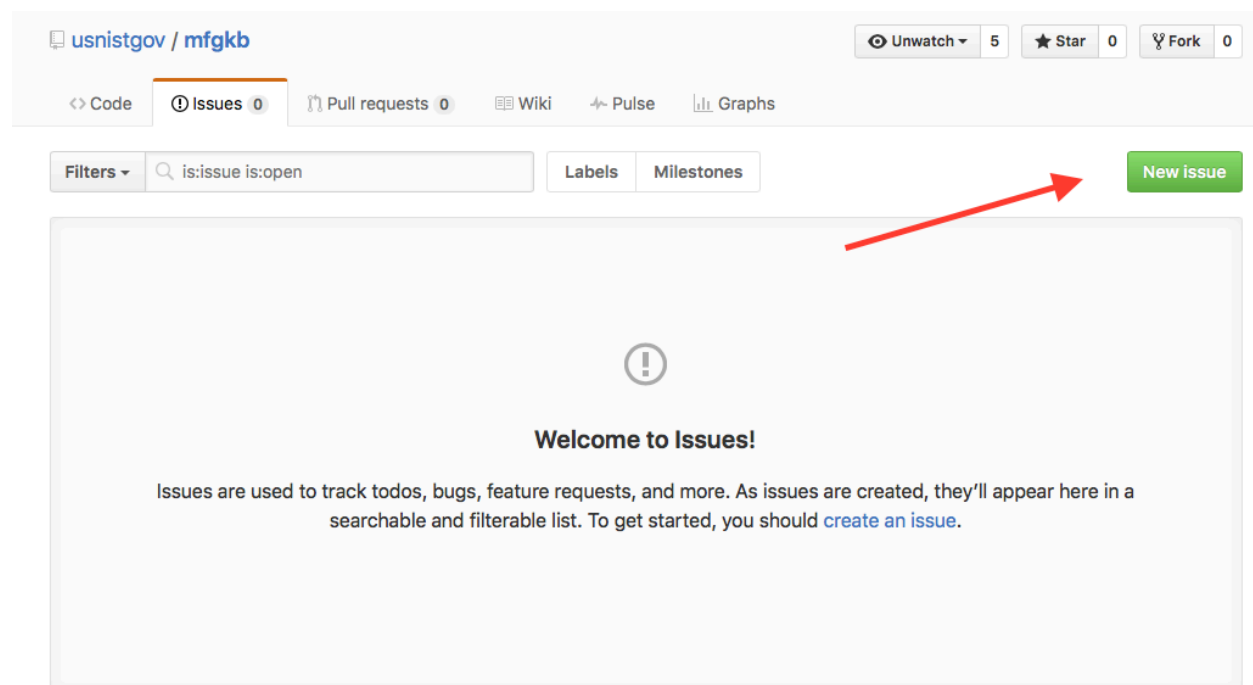 usnistgov / mfgkb
Unwatch 5 Star 0 Fork 0
Code Issues 0 Pull requests 0 Wiki Pulse Graphs
Filters is:issue is:open Labels Milestones New issue
Welcome to Issues!
Issues are used to track todos, bugs, feature requests, and more. As issues are created, they’ll appear here in a
searchable and filterable list. To get started, you should create an issue.